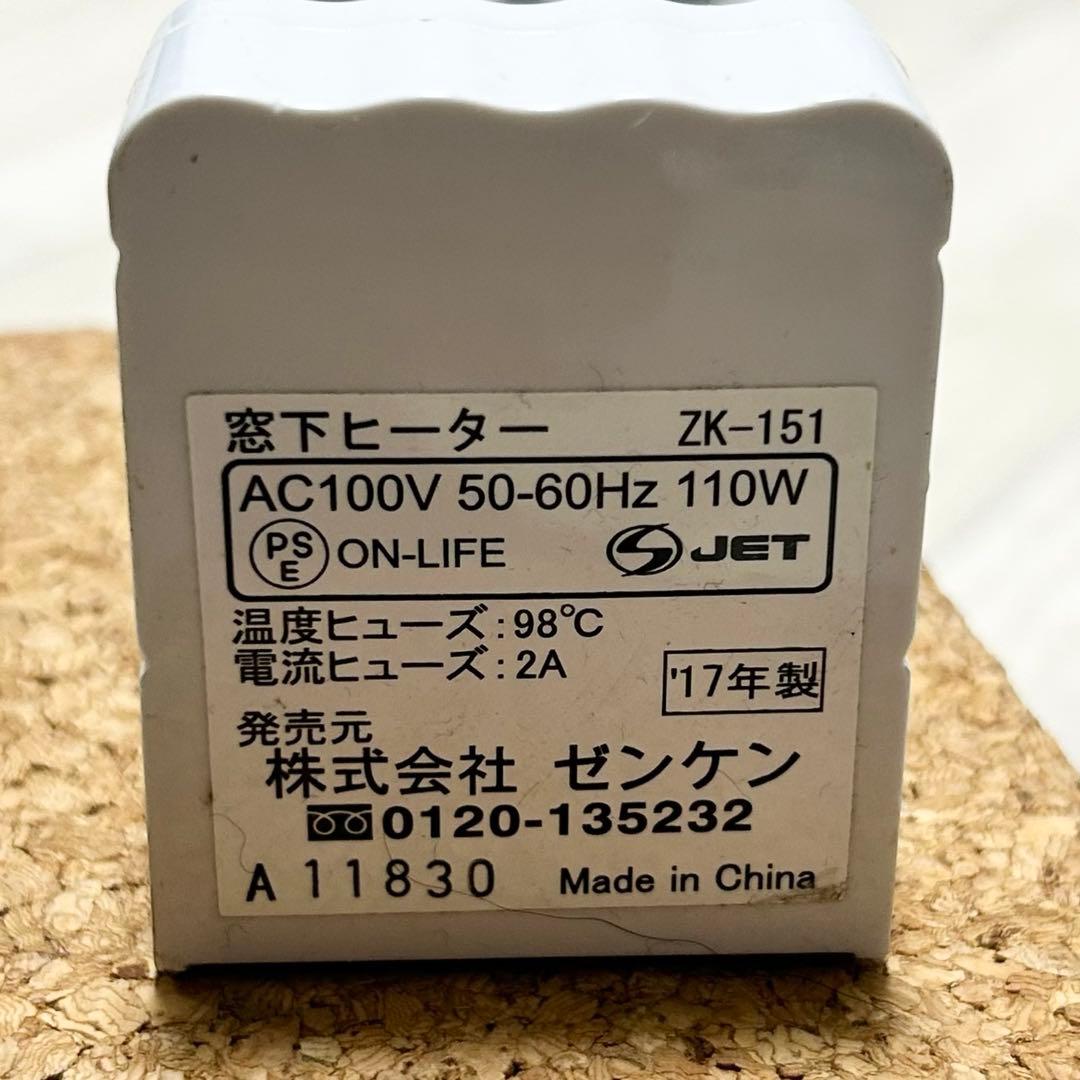 窓下ヒーター ZK-151
AC100V 50-60Hz 110W
PSE ON-LIFE JET
温度ヒューズ:98℃
電流ヒューズ:2A
'17年製
発売元
株式会社 ゼンケン
0120-135232
A 11830 Made in China